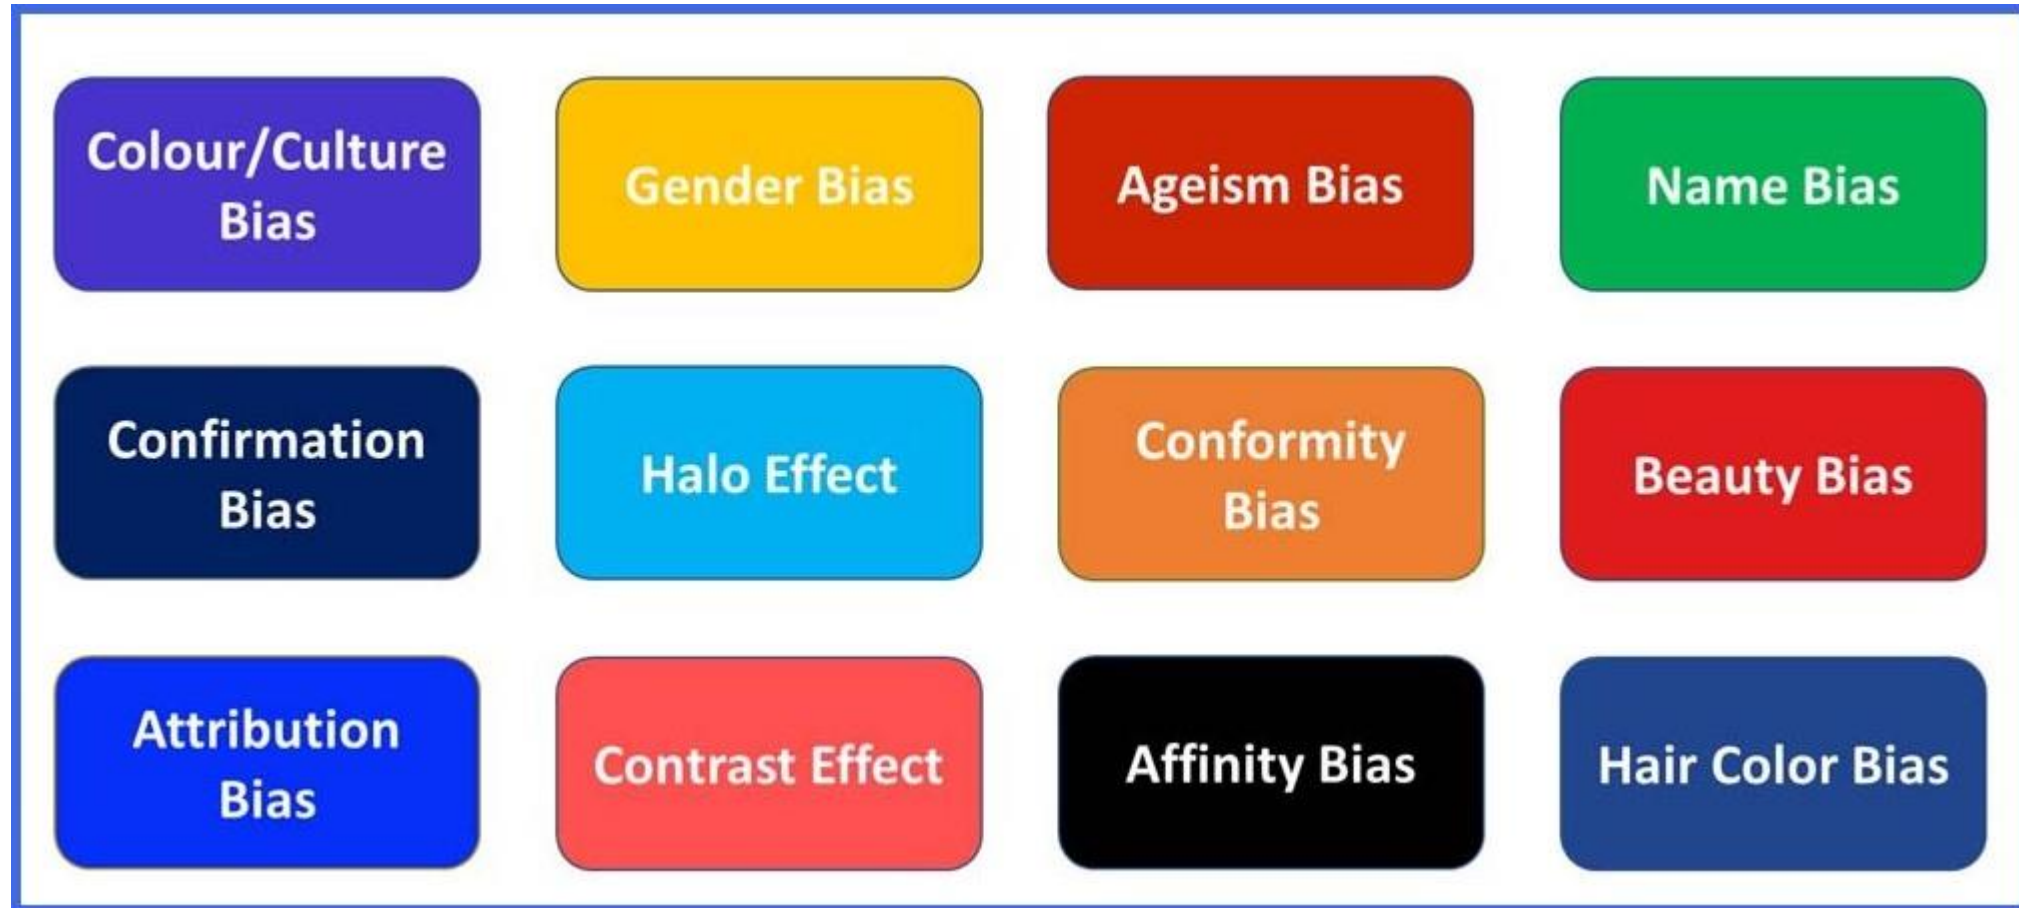 Colour/Culture
Bias
Gender Bias
Ageism Bias
Name Bias
Confirmation
Bias
Halo Effect
Conformity
Bias
Beauty Bias
Attribution
Bias
Contrast Effect
Affinity Bias
Hair Color Bias